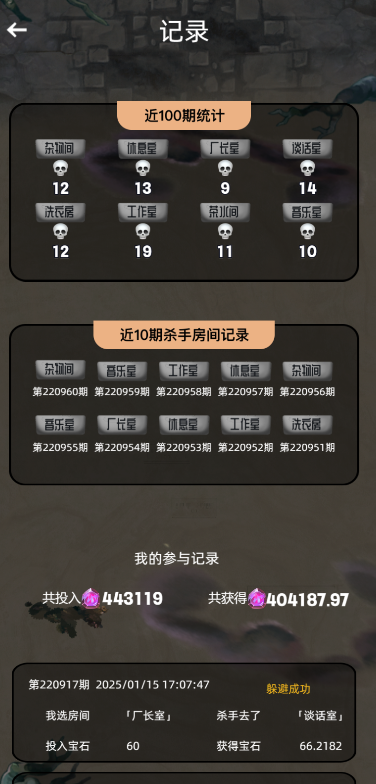 记录
近100期统计
杂物间 休息室 厂长室 谈话室
12 13 9 14
洗衣房 工作室 茶水间 音乐室
12 19 11 10
近10期杀手房间记录
杂物间 音乐室 工作室 休息室 杂物间
第220960期 第220959期 第220958期 第220957期 第220956期
音乐室 厂长室 休息室 工作室 洗衣房
第220955期 第220954期 第220953期 第220952期 第220951期
我的参与记录
共投入 443119 共获得 404187.97
第220917期 2025/01/15 17:07:47 躲避成功
我选房间 「厂长室」 杀手去了 「谈话室」
投入宝石 60 获得宝石 66.2182